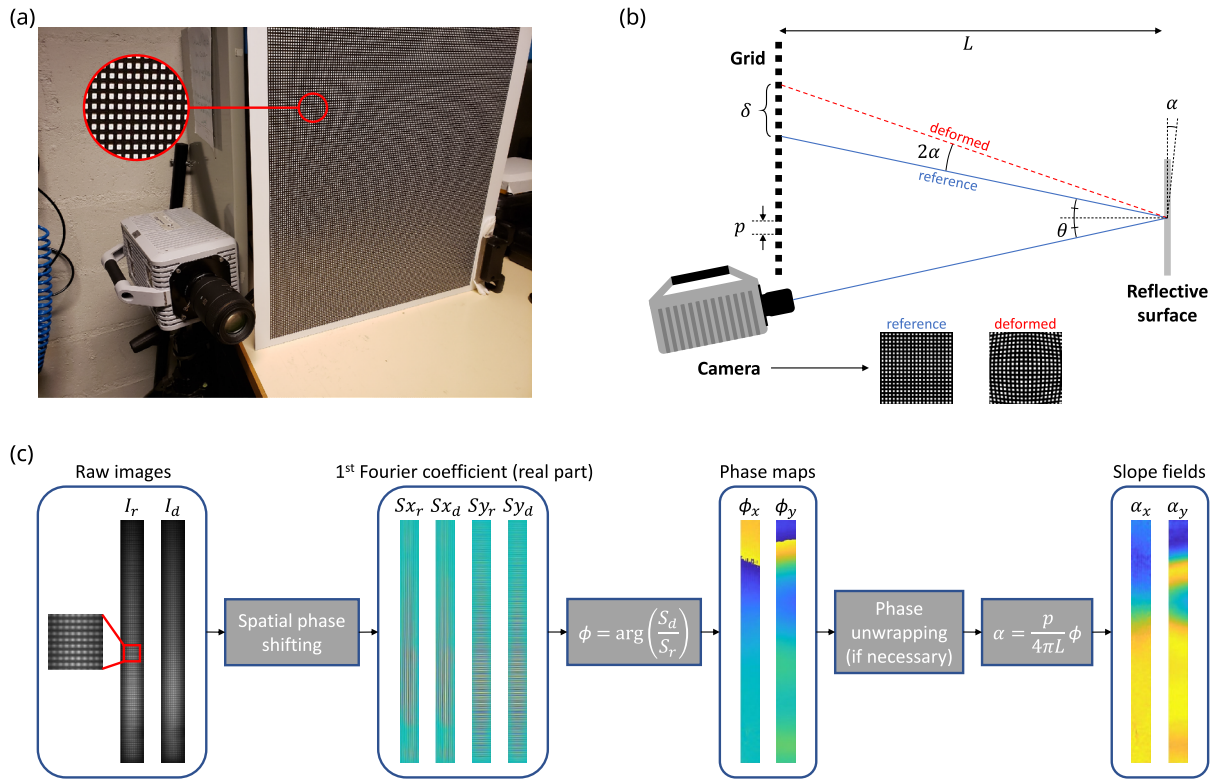 (a)
(b)
L
Grid
δ
deformed
2α
reference
α
p
θ
Reflective
surface
reference
deformed
Camera
(c)
Raw images
1st Fourier coefficient (real part)
Phase maps
Slope fields
I_r I_d
Sx_r Sx_d Sy_r Sy_d
ϕ_x ϕ_y
α_x α_y
Spatial phase
shifting
ϕ = arg(S_d/S_r)
Phase
unwrapping
(if necessary)
α = p/4πL ϕ